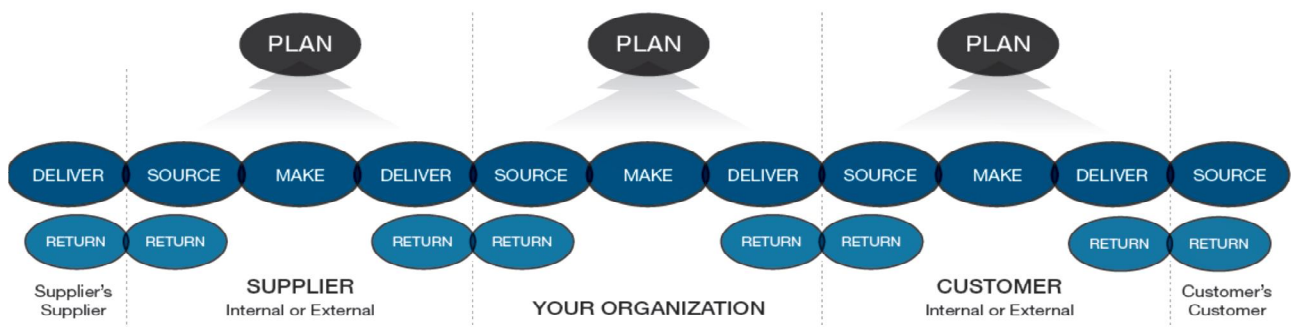 PLAN
PLAN
PLAN
DELIVER
SOURCE
MAKE
DELIVER
SOURCE
MAKE
DELIVER
SOURCE
MAKE
DELIVER
SOURCE
RETURN
RETURN
RETURN
RETURN
RETURN
RETURN
RETURN
RETURN
Supplier's
Supplier
SUPPLIER
Internal or External
YOUR ORGANIZATION
CUSTOMER
Internal or External
Customer's
Customer